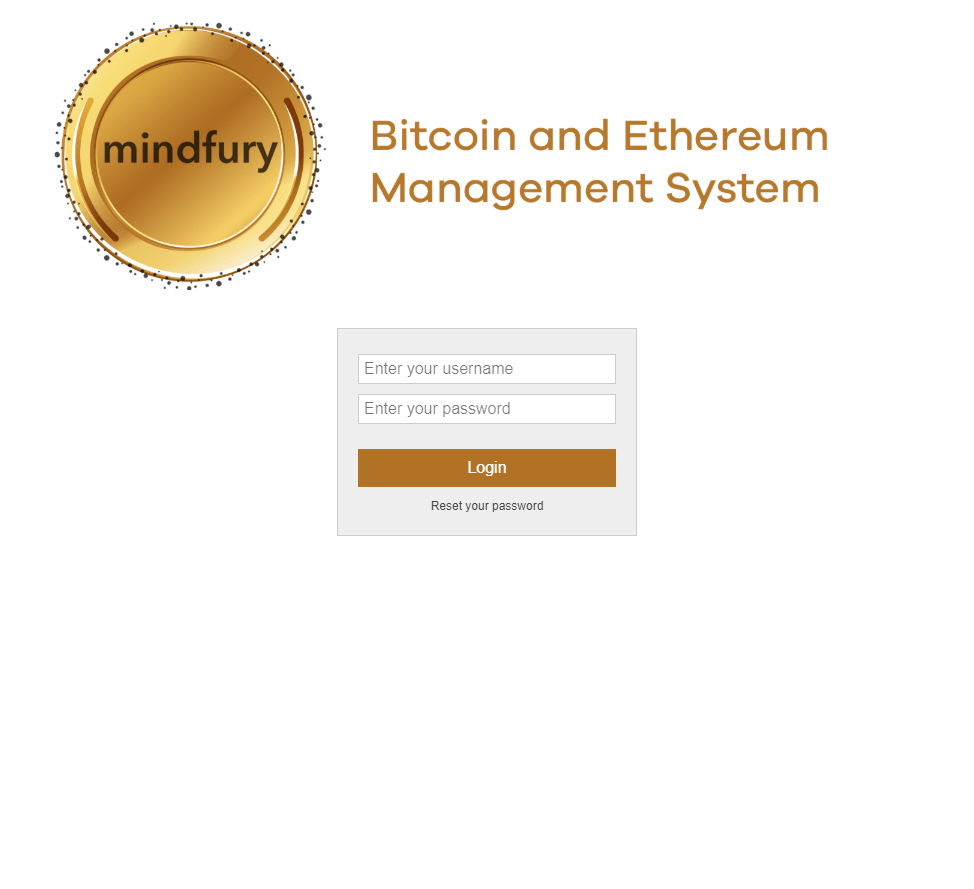 mindfury
Bitcoin and Ethereum
Management System
Enter your username
Enter your password
Login
Reset your password